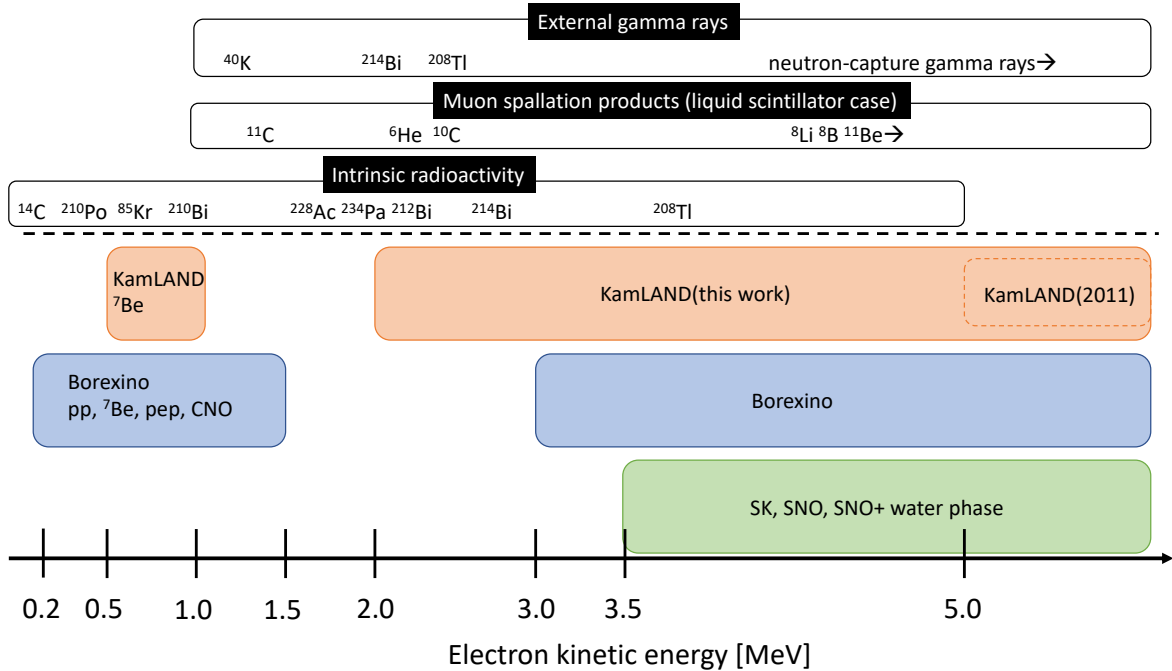 External gamma rays
⁴⁰K ²¹⁴Bi ²⁰⁸Tl neutron-capture gamma rays→
Muon spallation products (liquid scintillator case)
¹¹C ⁶He ¹⁰C ⁸Li ⁸B ¹¹Be→
Intrinsic radioactivity
¹⁴C ²¹⁰Po ⁸⁵Kr ²¹⁰Bi ²²⁸Ac ²³⁴Pa ²¹²Bi ²¹⁴Bi ²⁰⁸Tl
KamLAND
⁷Be
KamLAND(this work)
KamLAND(2011)
Borexino
pp, ⁷Be, pep, CNO
Borexino
SK, SNO, SNO+ water phase
0.2 0.5 1.0 1.5 2.0 3.0 3.5 5.0
Electron kinetic energy [MeV]